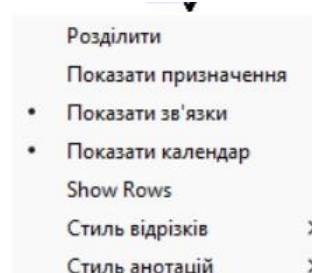 Розділити
Показати призначення
• Показати зв'язки
• Показати календар
Show Rows
Стиль відрізків
Стиль анотацій